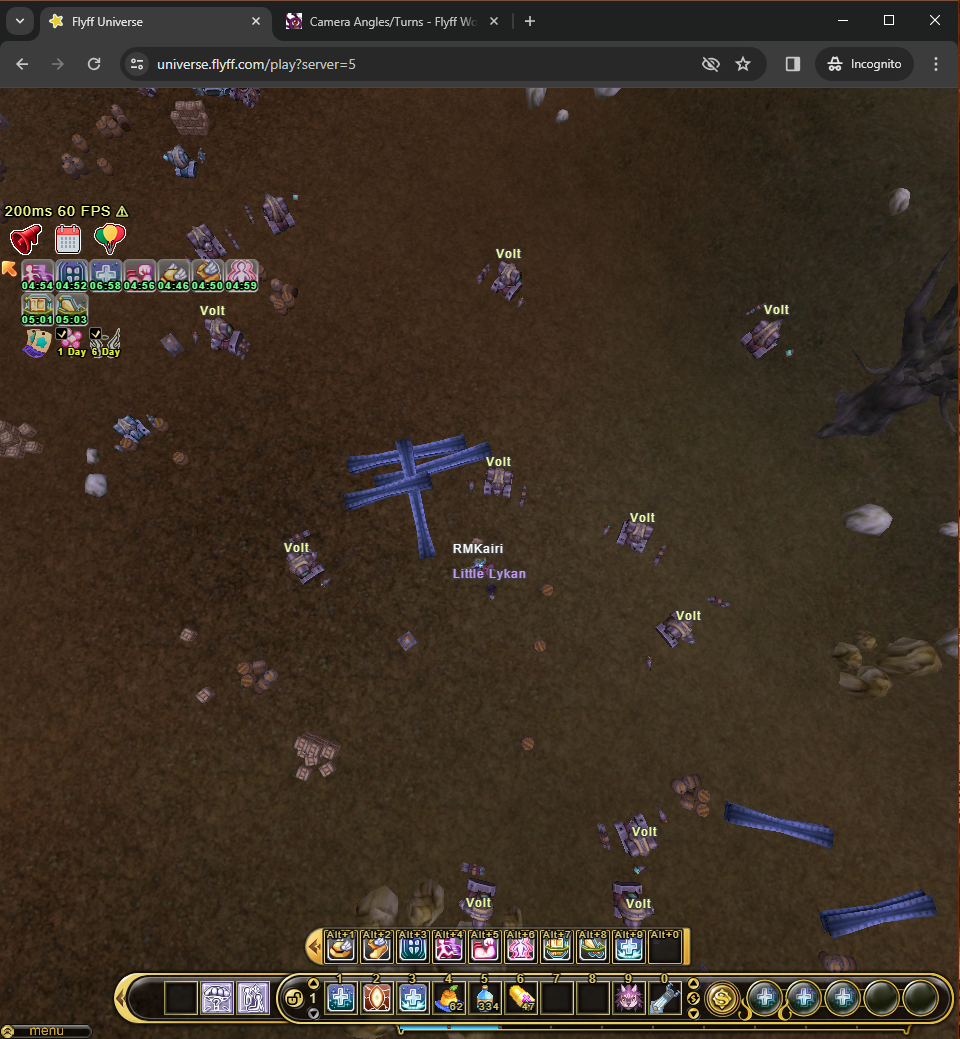 Flyff Universe
Camera Angles/Turns - Flyff Wo
universe.flyff.com/play?server=5
Incognito
200ms 60 FPS
04:54 04:52 06:58 04:56 04:46 04:50 04:59
05:01 05:03
1 Day 6 Day
Volt
Volt
Volt
Volt
Volt
Volt
RMKairi
Little Lykan
Volt
Volt
Volt
Volt
Alt+1 Alt+2 Alt+3 Alt+4 Alt+5 Alt+6 Alt+7 Alt+8 Alt+9 Alt+0
1 2 3 4 5 6 7 8 9 0
1
62 334 47
menu